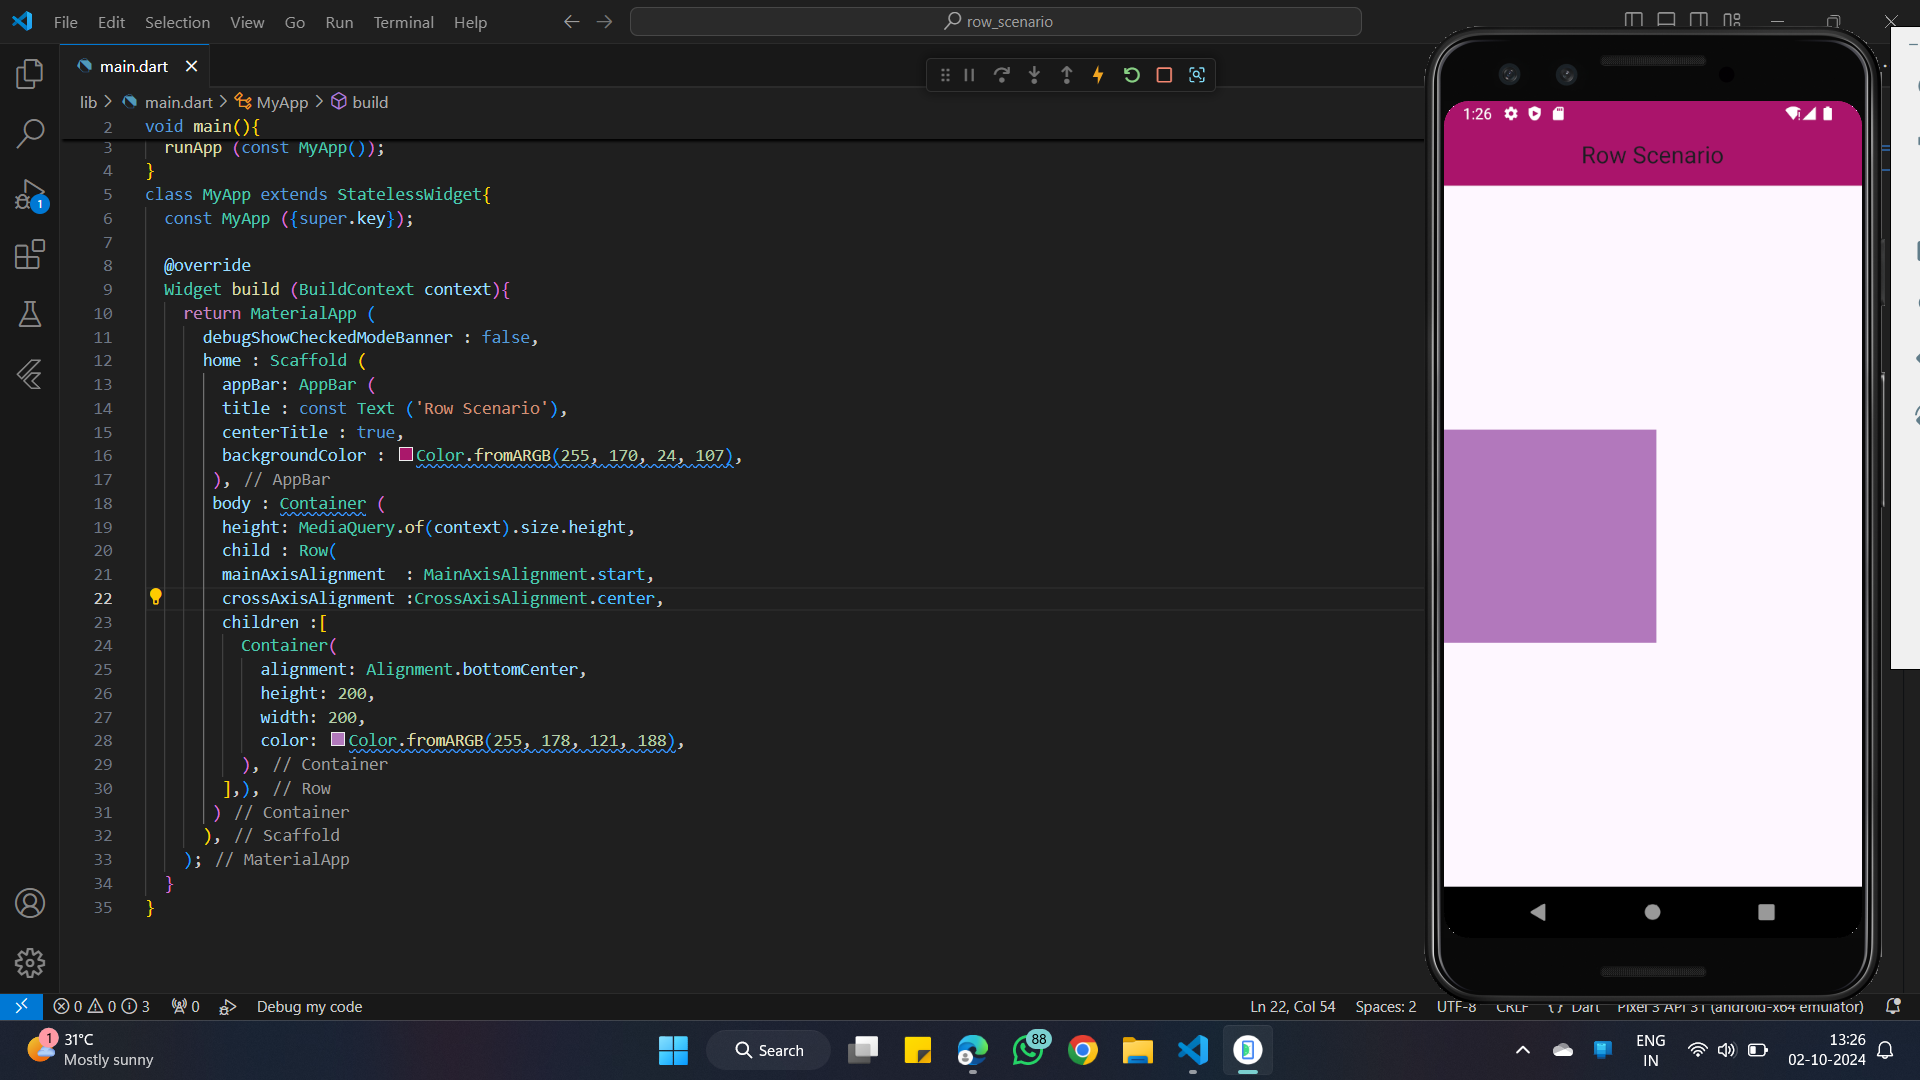 File Edit Selection View Go Run Terminal Help
row_scenario
main.dart
lib > main.dart > MyApp > build
2 void main(){
3 runApp (const MyApp());
4 }
5 class MyApp extends StatelessWidget{
6 const MyApp ({super.key});
7
8 @override
9 Widget build (BuildContext context){
10 return MaterialApp (
11 debugShowCheckedModeBanner : false,
12 home : Scaffold (
13 appBar: AppBar (
14 title : const Text ('Row Scenario'),
15 centerTitle : true,
16 backgroundColor : Color.fromARGB(255, 170, 24, 107),
17 ), // AppBar
18 body : Container (
19 height: MediaQuery.of(context).size.height,
20 child : Row(
21 mainAxisAlignment  : MainAxisAlignment.start,
22 crossAxisAlignment :CrossAxisAlignment.center,
23 children :[
24 Container(
25 alignment: Alignment.bottomCenter,
26 height: 200,
27 width: 200,
28 color: Color.fromARGB(255, 178, 121, 188),
29 ), // Container
30 ],), // Row
31 ) // Container
32 ), // Scaffold
33 ); // MaterialApp
34 }
35 }
1
1:26
Row Scenario
0 0 3 0 Debug my code
Ln 22, Col 54 Spaces: 2 UTF-8 CRLF {} Dart Pixel 3 API 31 (android-x64 emulator)
1
31°C
Mostly sunny
Search
88
ENG
IN
13:26
02-10-2024